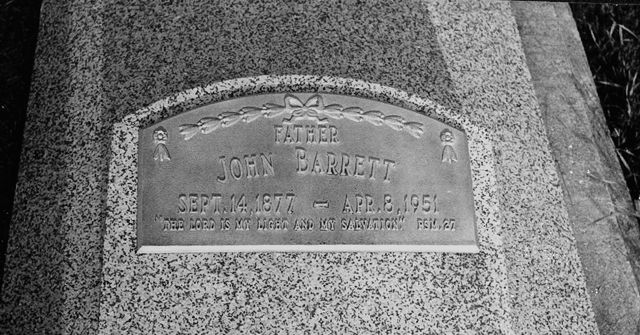 FATHER
JOHN BARRETT
SEPT. 14, 1877 — APR. 8, 1951
"THE LORD IS MY LIGHT AND MY SALVATION" PSM. 27